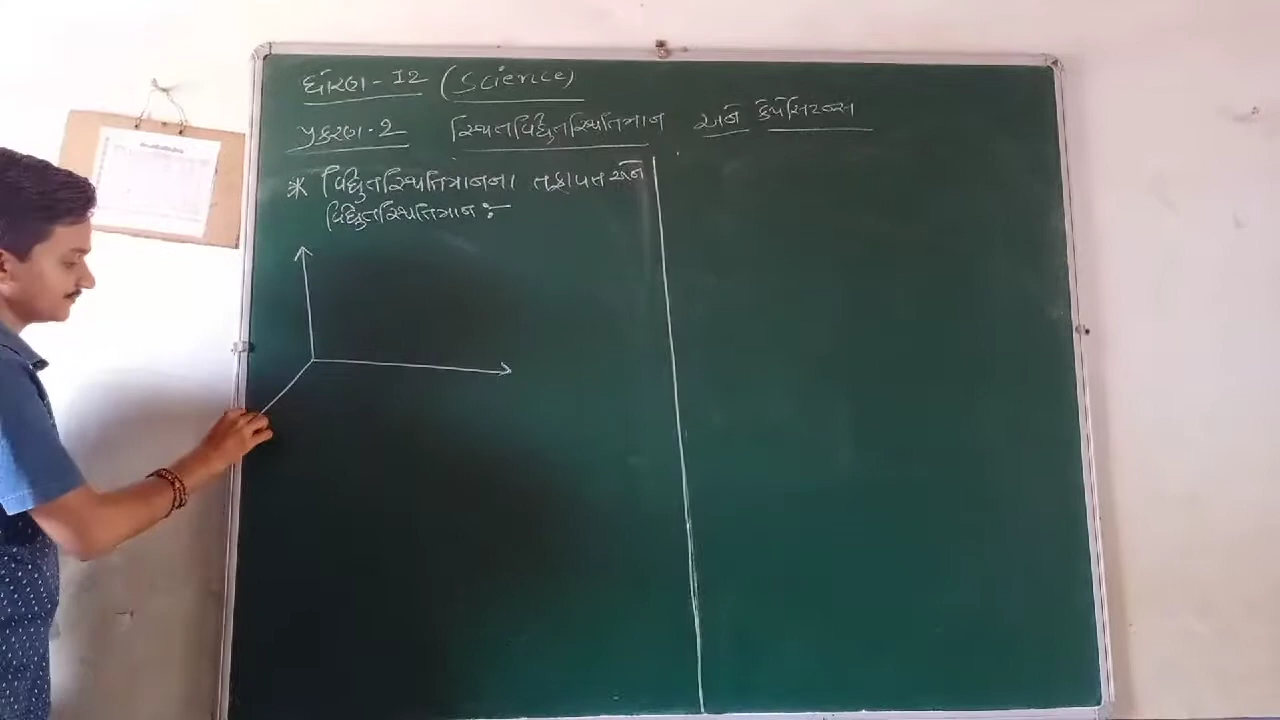 ધોરણ - 12 (Science)
પ્રકરણ - 2 સ્થિતવિદ્યુતસ્થિતિમાન અને કેપેસિટન્સ
* વિદ્યુતસ્થિતિમાનનો તફાવત અને
વિદ્યુતસ્થિતિમાન :-